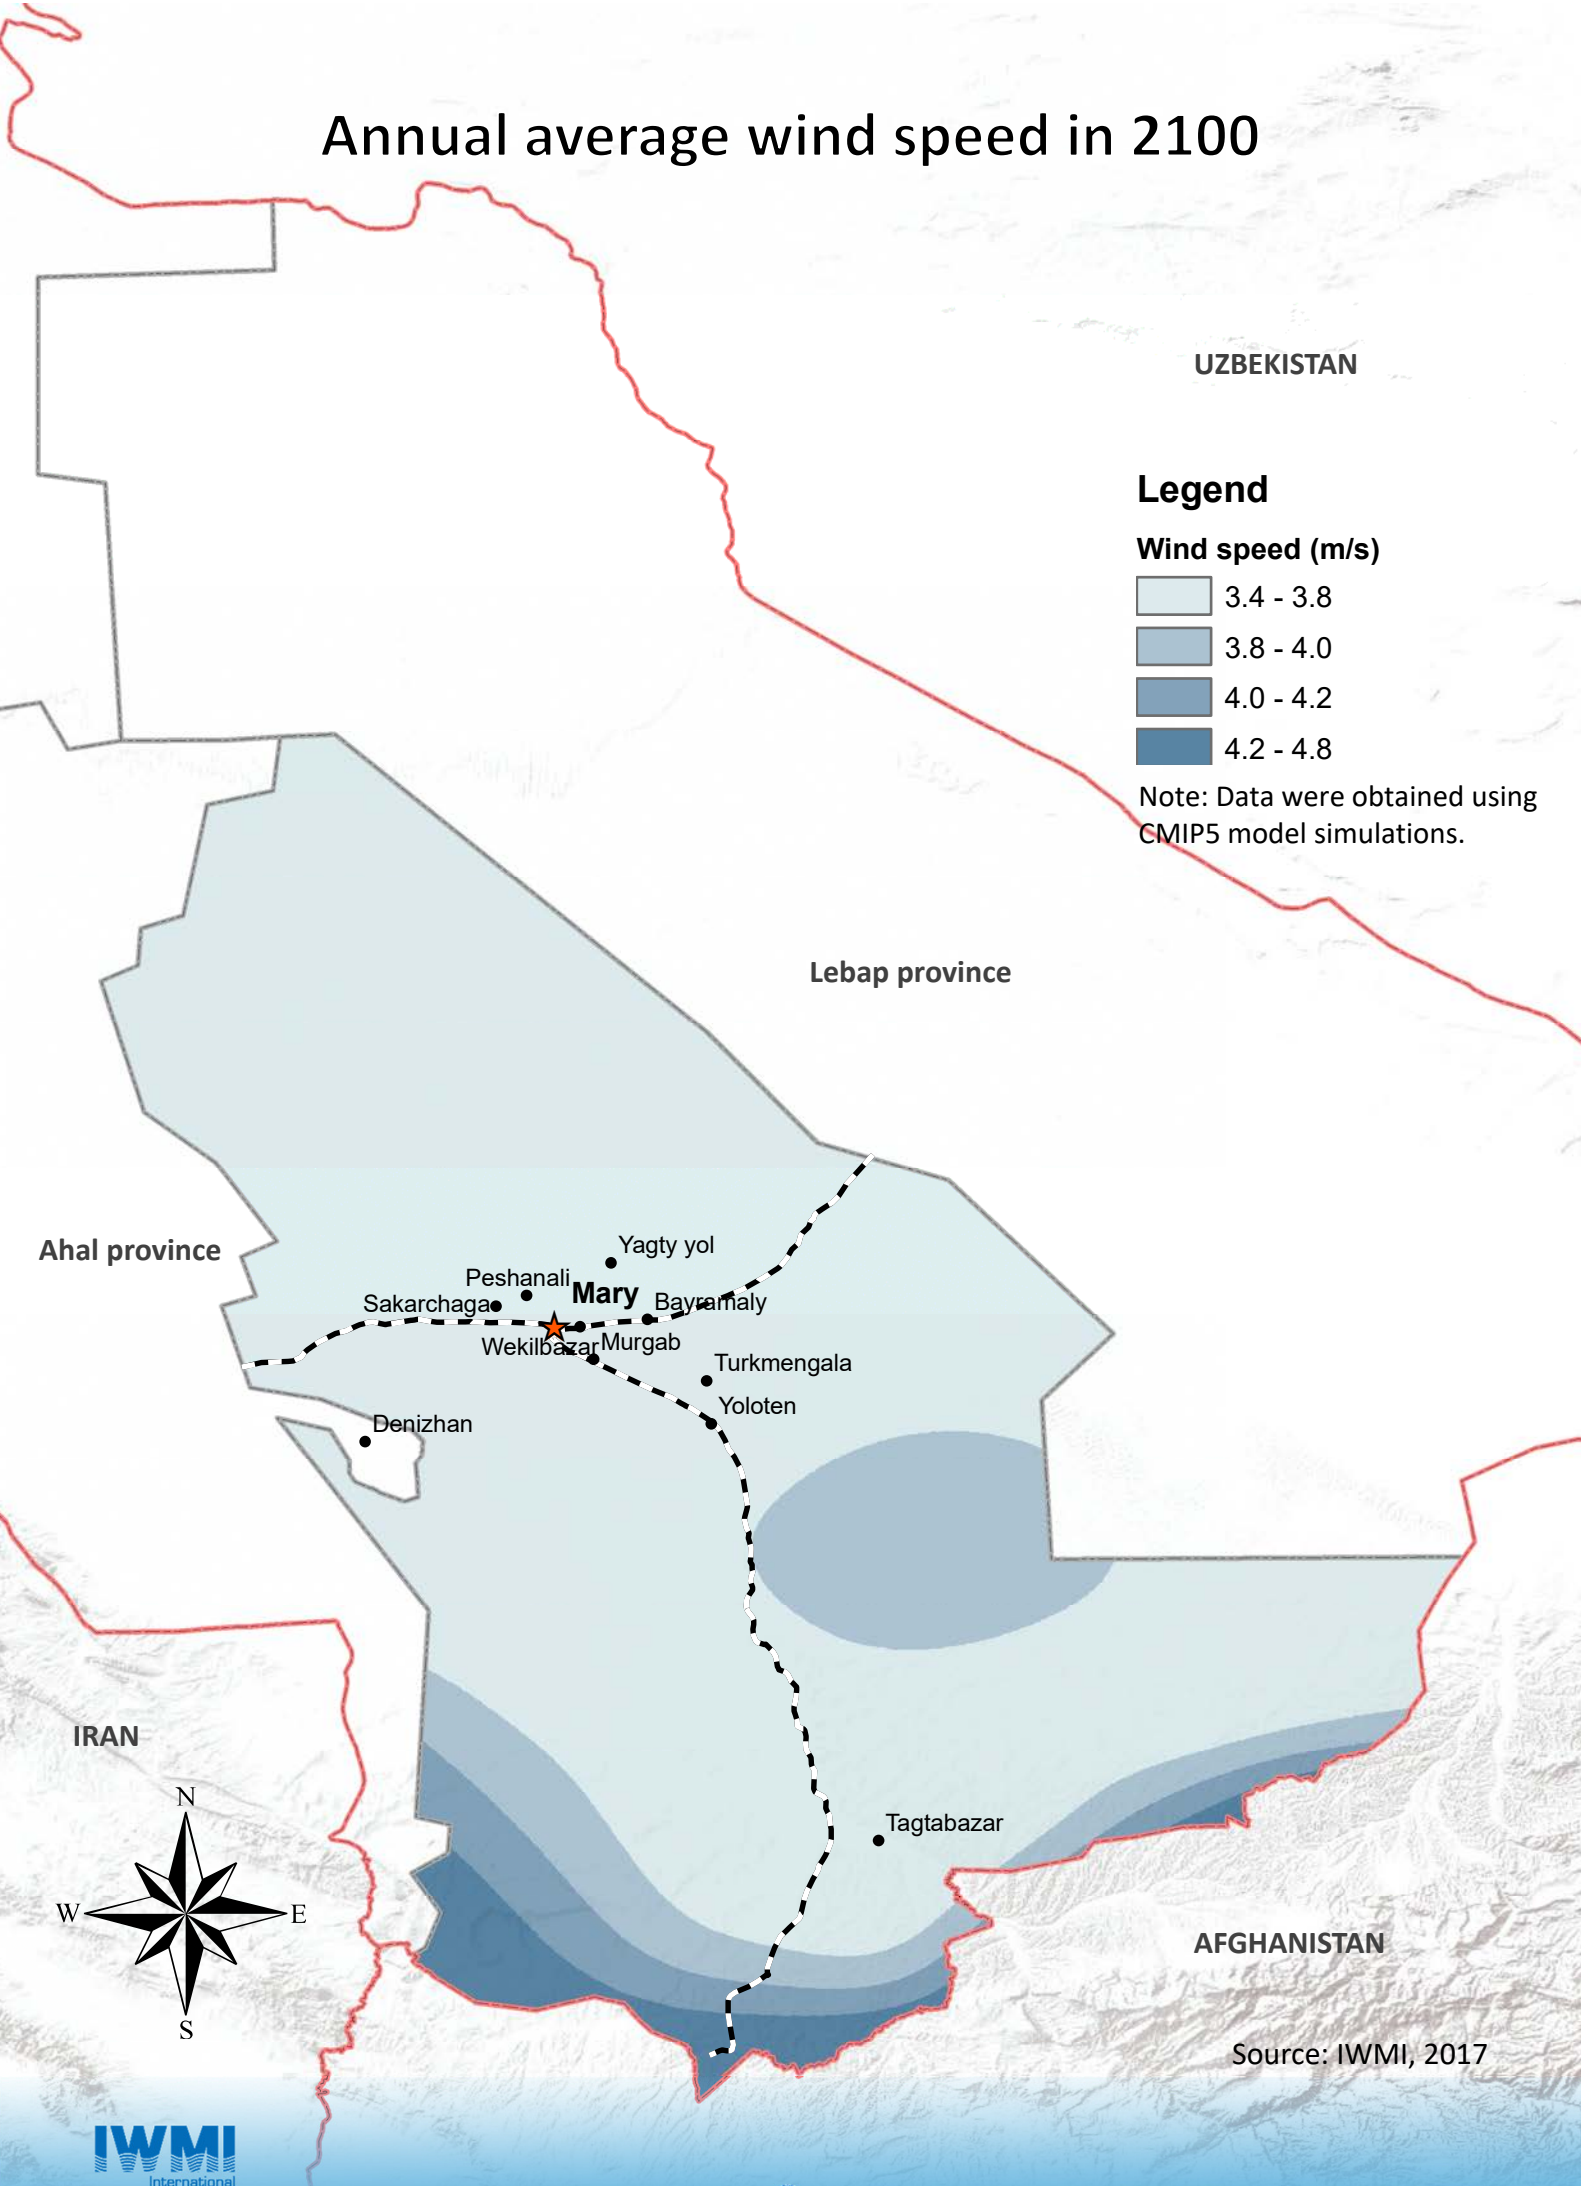 Annual average wind speed in 2100
UZBEKISTAN
Legend
Wind speed (m/s)
3.4 - 3.8
3.8 - 4.0
4.0 - 4.2
4.2 - 4.8
Note: Data were obtained using
CMIP5 model simulations.
Lebap province
Ahal province
Yagty yol
Peshanali
Mary
Sakarchaga
Bayramaly
Wekilbazar
Murgab
Turkmengala
Yoloten
Denizhan
IRAN
N
W
E
S
Tagtabazar
AFGHANISTAN
Source: IWMI, 2017
IWMI
International